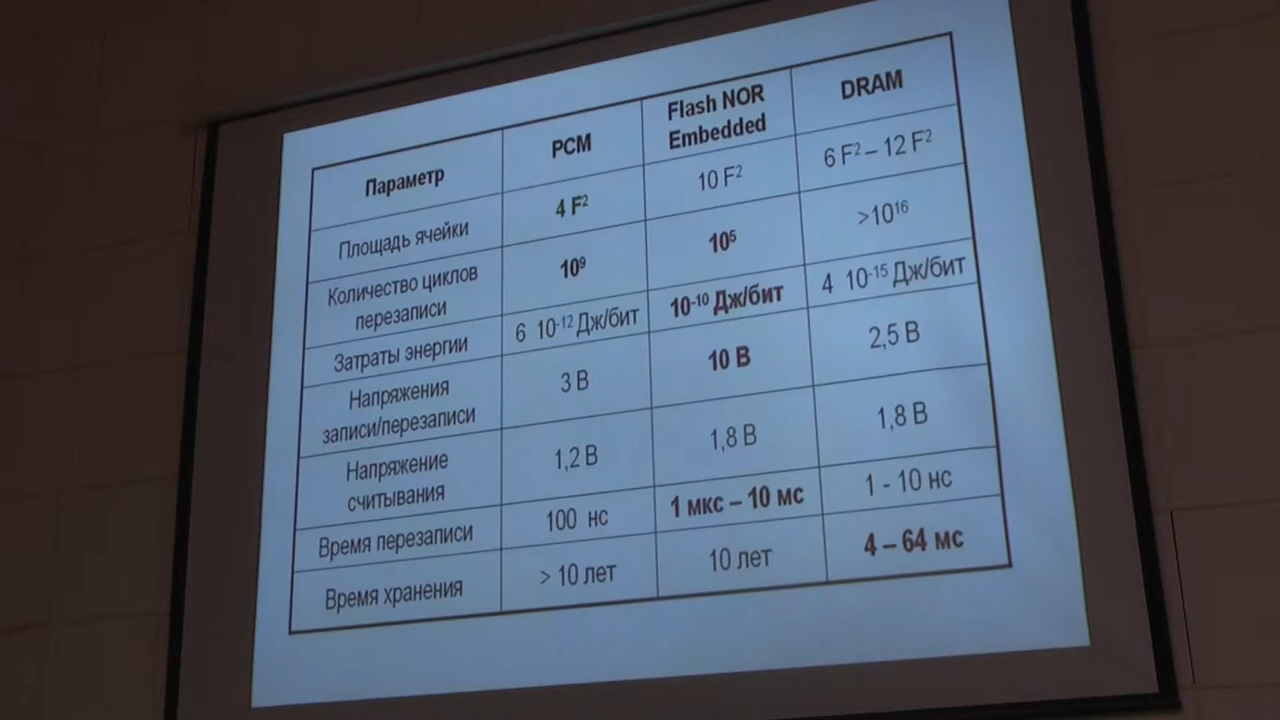 Параметр
PCM
Flash NOR
Embedded
DRAM
Площадь ячейки
4 F²
10 F²
6 F² – 12 F²
Количество циклов
перезаписи
10⁹
10⁵
>10¹⁶
Затраты энергии
6 10⁻¹² Дж/бит
10⁻¹⁰ Дж/бит
4 10⁻¹⁵ Дж/бит
Напряжения
записи/перезаписи
3 В
10 В
2,5 В
Напряжение
считывания
1,2 В
1,8 В
1,8 В
Время перезаписи
100 нс
1 мкс – 10 мс
1 - 10 нс
Время хранения
> 10 лет
10 лет
4 – 64 мс